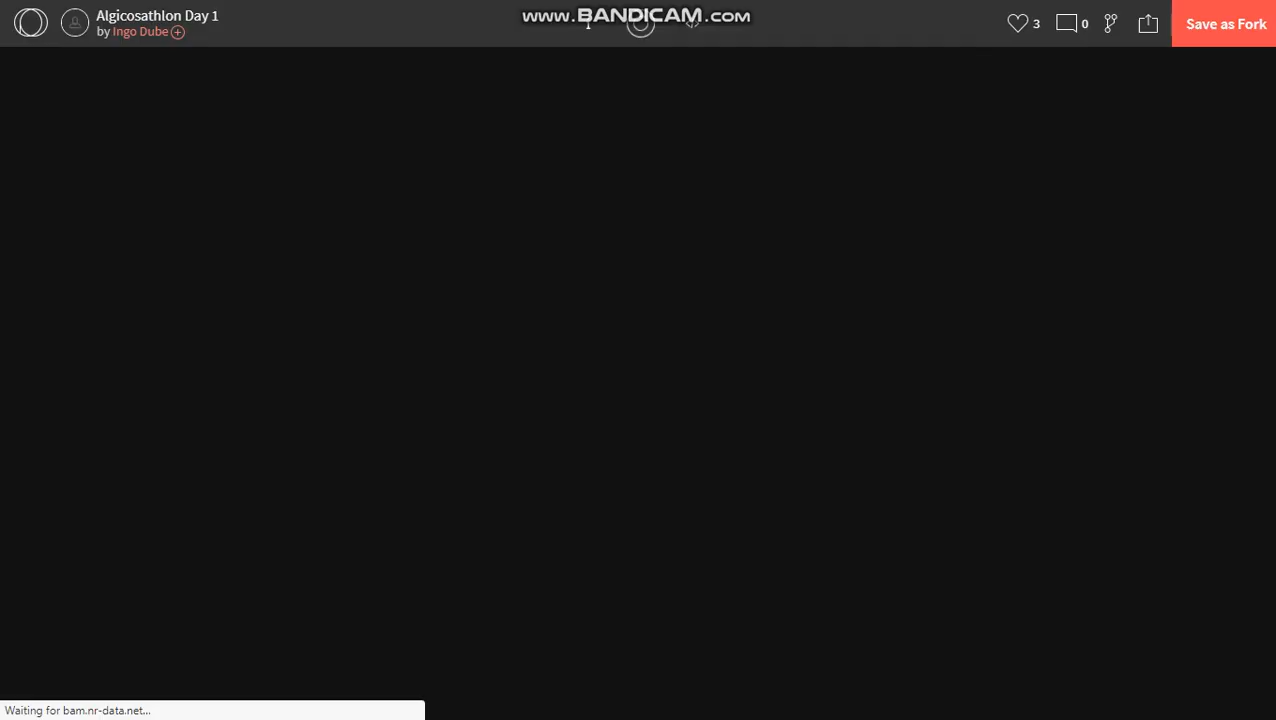 Algicosathlon Day 1
by Ingo Dube
www.BANDICAM.com
3
0
Save as Fork
Waiting for bam.nr-data.net...